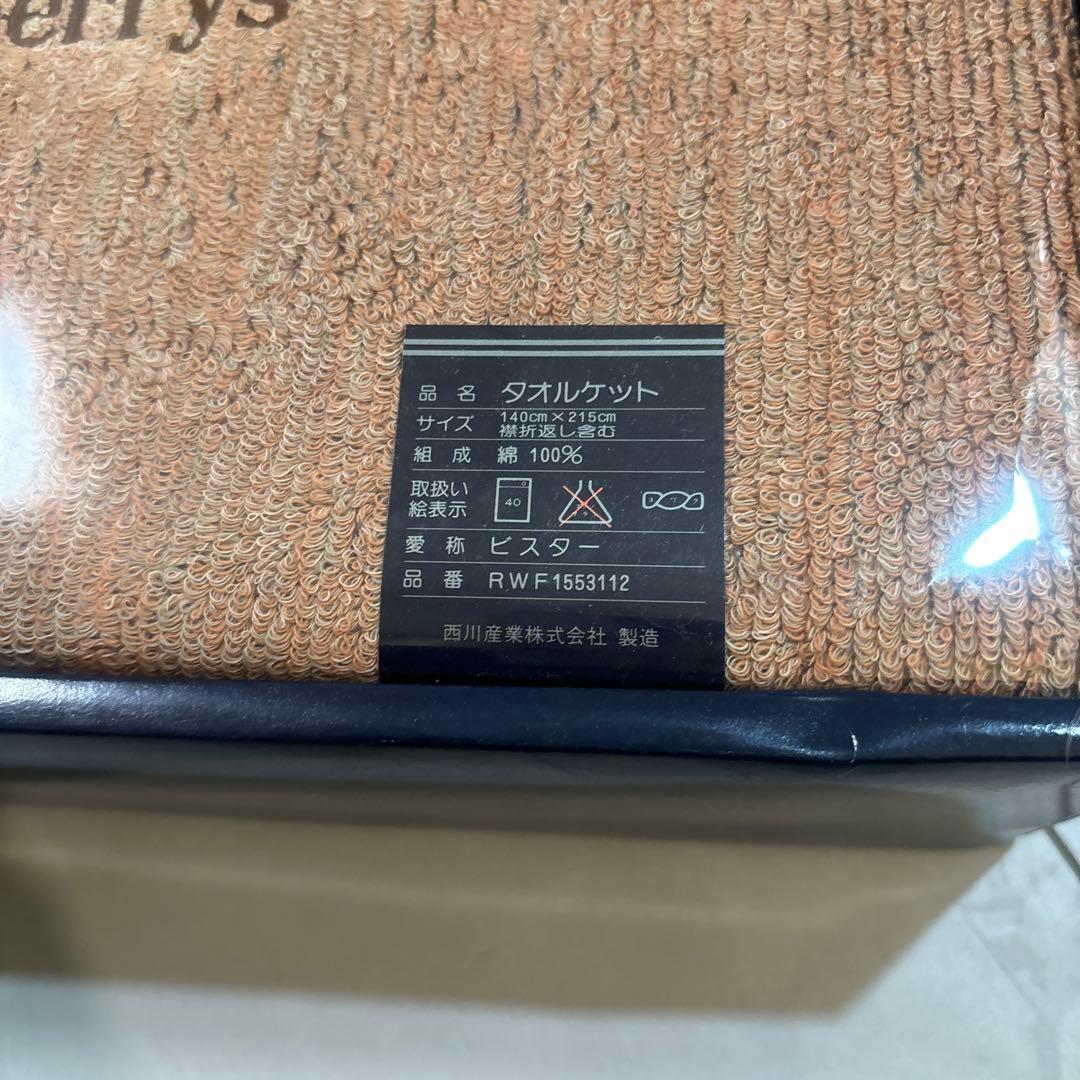 errys
品名 タオルケット
サイズ 140cm×215cm
襟折返し含む
組成 綿 100%
取扱い
絵表示 40
愛称 ビスター
品番 RWF1553112
西川産業株式会社 製造